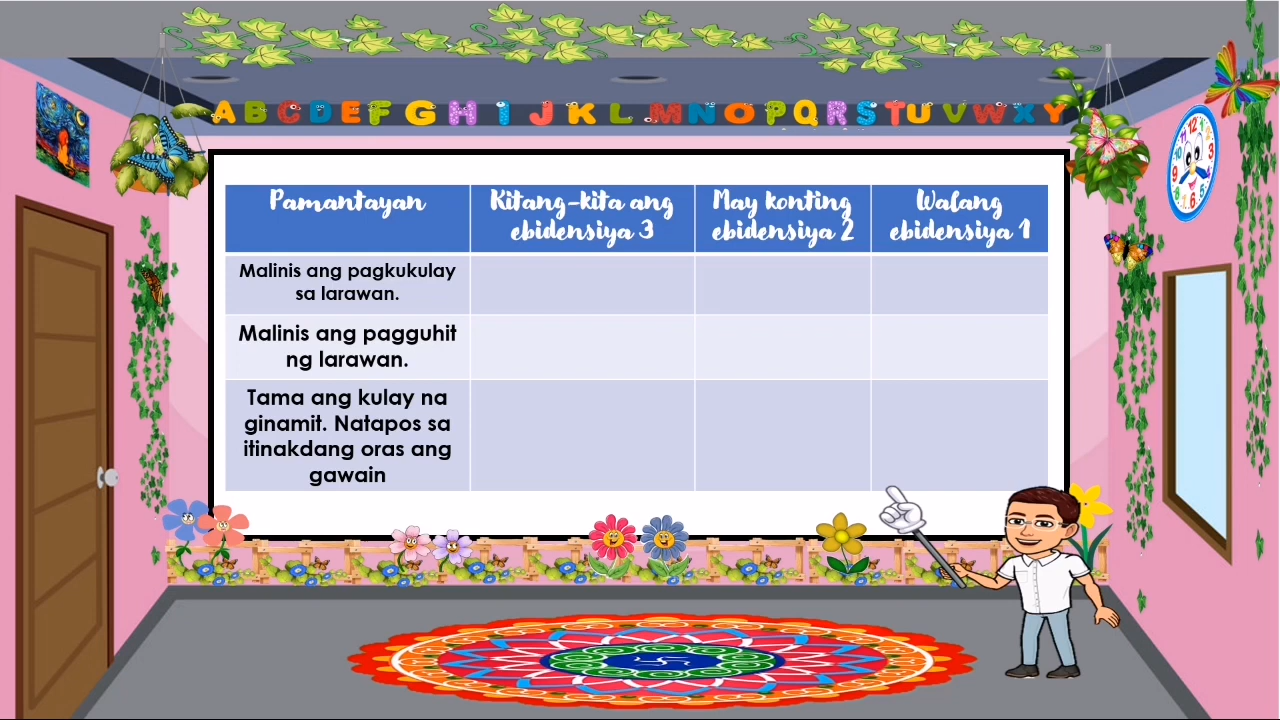 A B C D E F G H I J K L M N O P Q R S T U V W X Y
Pamantayan
Kitang-kita ang
ebidensiya 3
May konting
ebidensiya 2
Walang
ebidensiya 1
Malinis ang pagkukulay
sa larawan.
Malinis ang pagguhit
ng larawan.
Tama ang kulay na
ginamit. Natapos sa
itinakdang oras ang
gawain